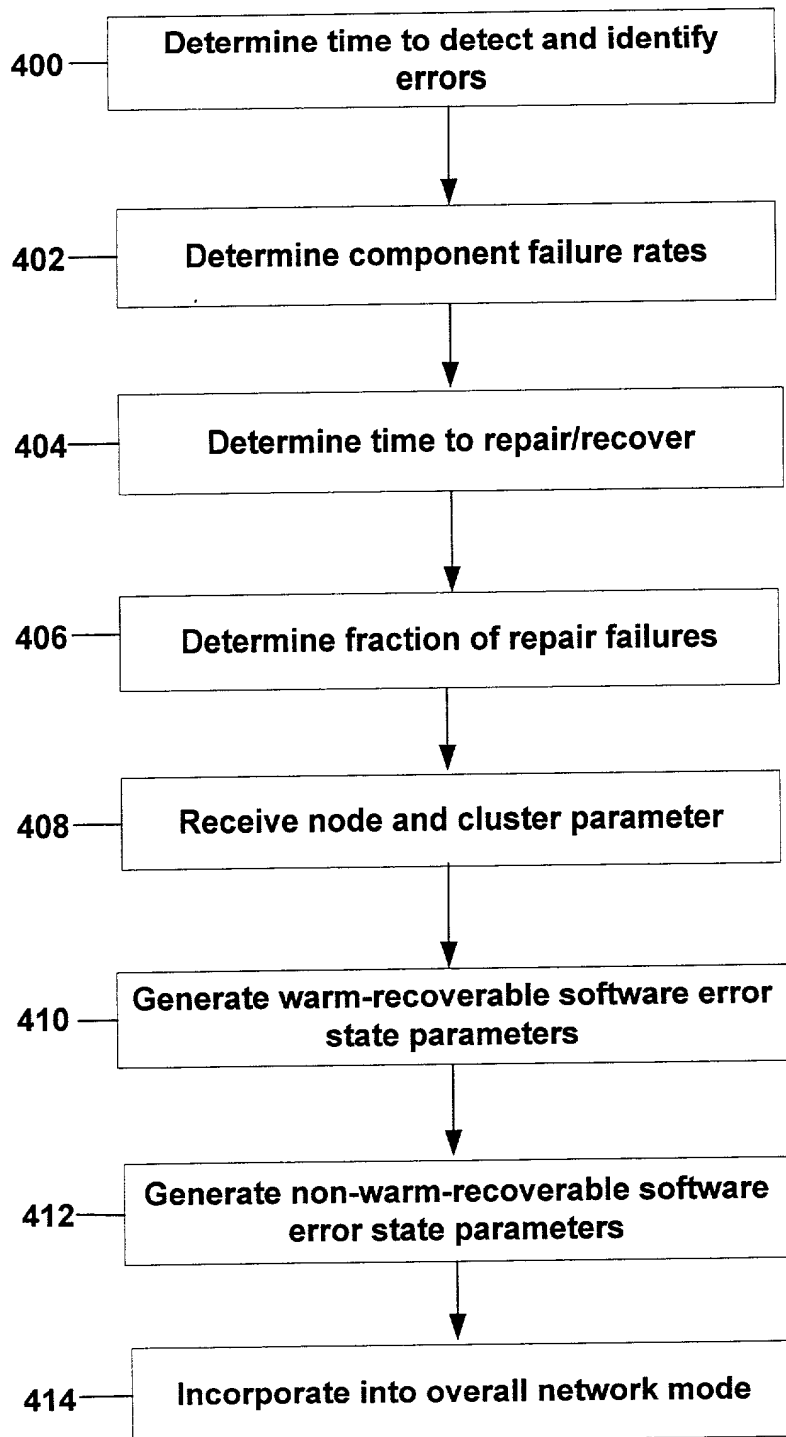 400
Determine time to detect and identify
errors
402
Determine component failure rates
404
Determine time to repair/recover
406
Determine fraction of repair failures
408
Receive node and cluster parameter
410
Generate warm-recoverable software error
state parameters
412
Generate non-warm-recoverable software
error state parameters
414
Incorporate into overall network mode